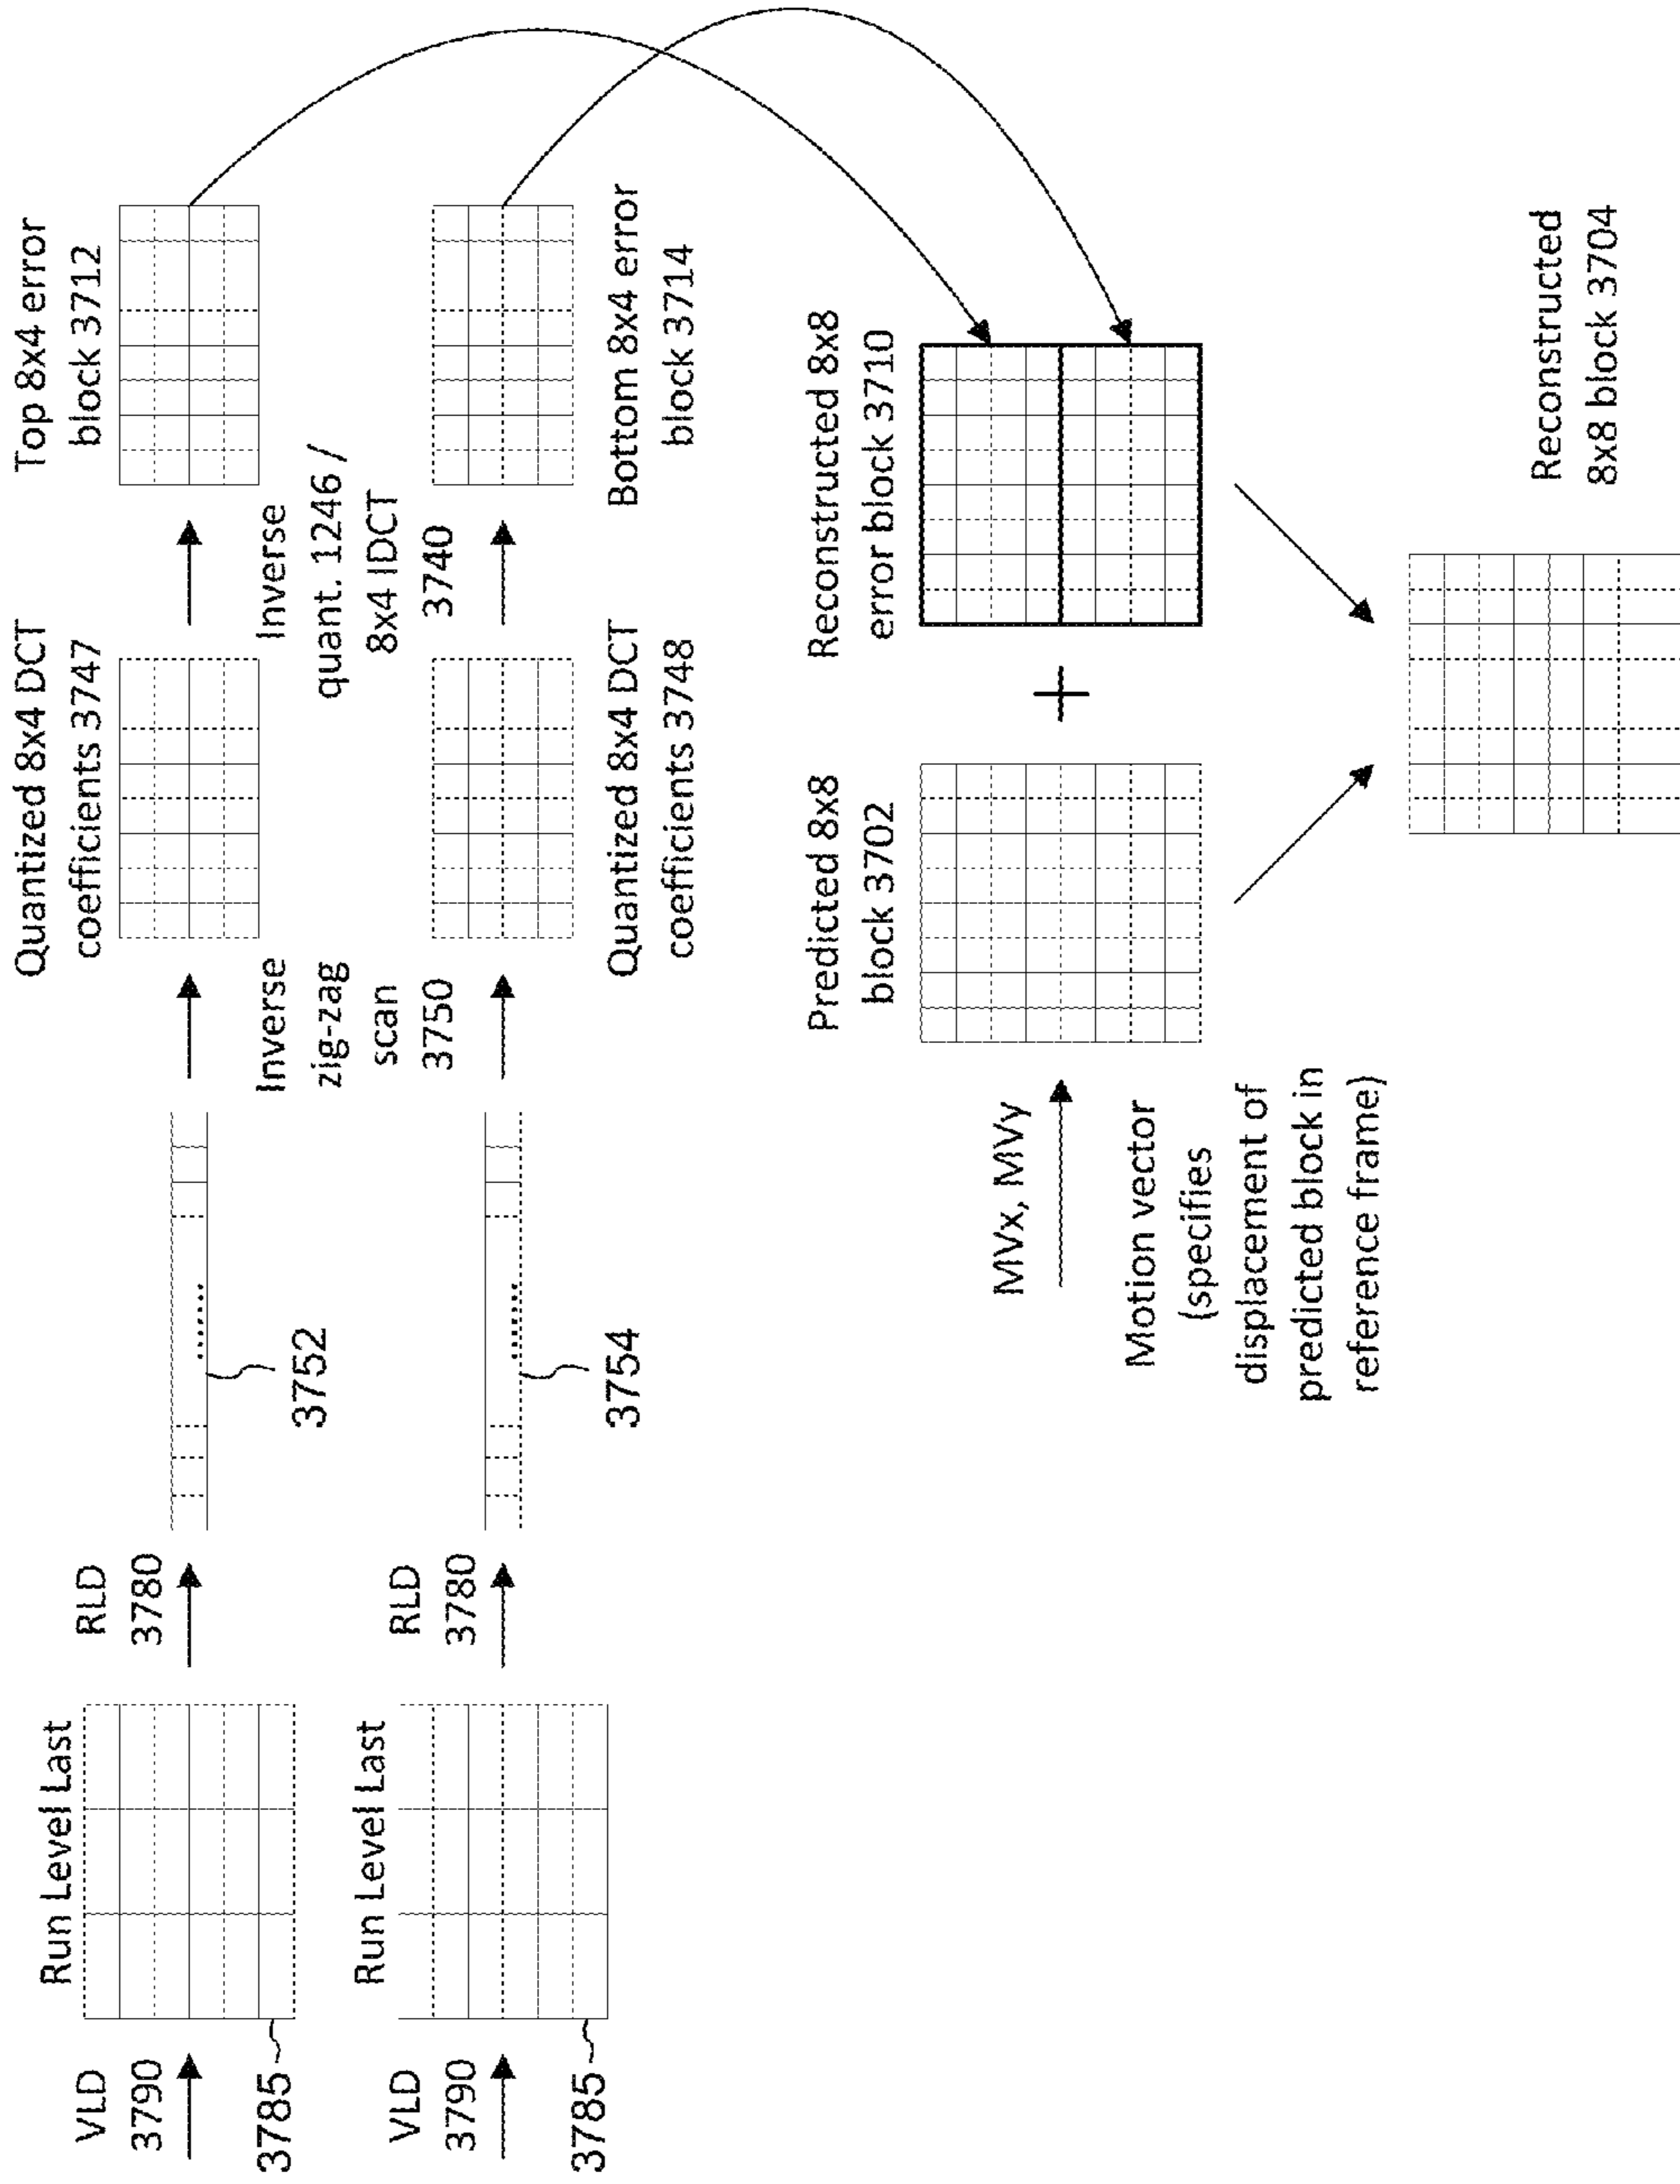 VLD
3790
3785
Run Level Last
RLD
3780
3752
Inverse
zig-zag
scan
3750
Quantized 8x4 DCT
coefficients 3747
Inverse
quant. 1246 /
8x4 IDCT
3740
Top 8x4 error
block 3712
VLD
3790
3785
Run Level Last
RLD
3780
3754
Quantized 8x4 DCT
coefficients 3748
Bottom 8x4 error
block 3714
MVx, MVy
Motion vector
(specifies
displacement of
predicted block in
reference frame)
Predicted 8x8
block 3702
+
Reconstructed 8x8
error block 3710
Reconstructed
8x8 block 3704